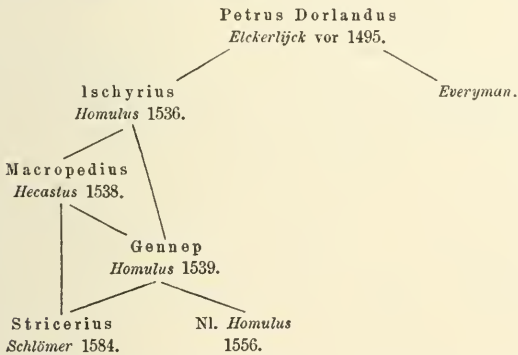 Petrus Dorlandus
Elckerlijck vor 1495.
Ischyrius
Homulus 1536.
Everyman.
Macropedius
Hecastus 1538.
Gennep
Homulus 1539.
Stricerius
Schlömer 1584.
Nl. Homulus
1556.